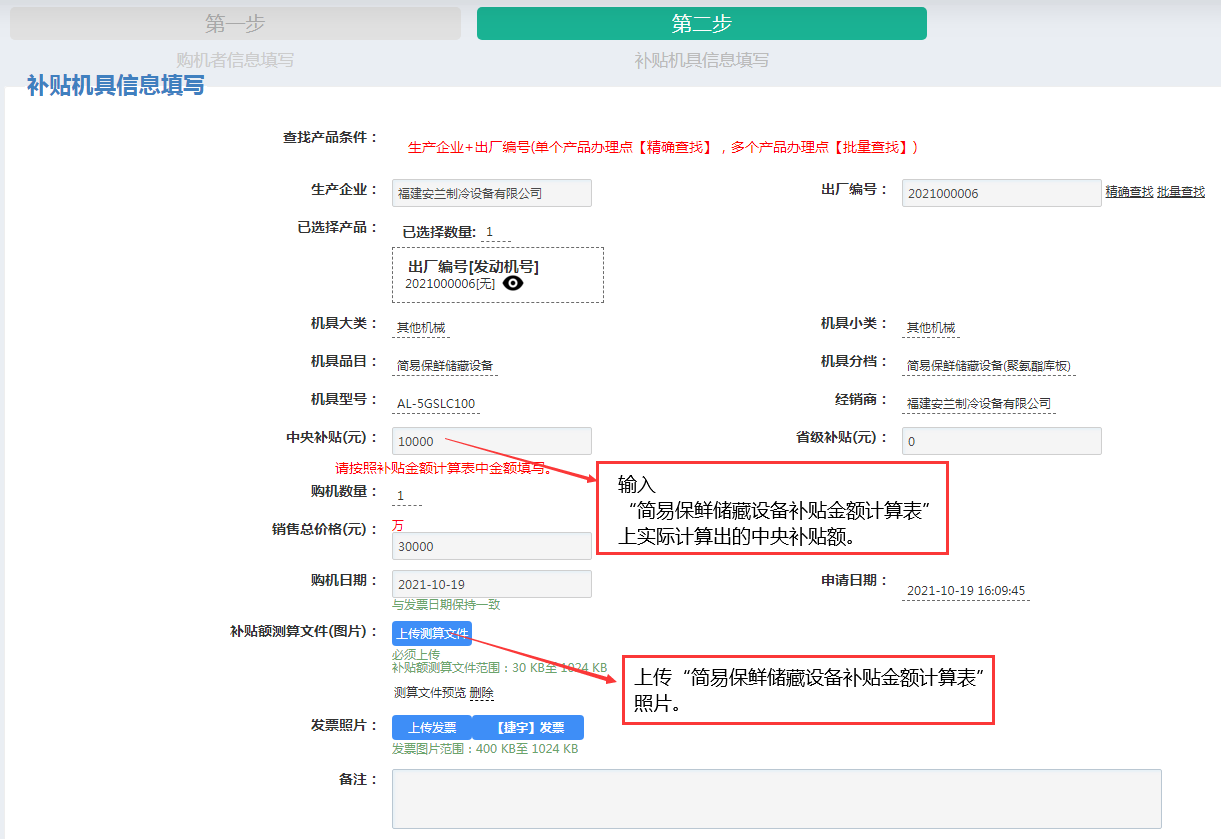 第一步
第二步
购机者信息填写
补贴机具信息填写
补贴机具信息填写
查找产品条件：
生产企业+出厂编号(单个产品办理点【精确查找】，多个产品办理点【批量查找】)
生产企业： 福建安兰制冷设备有限公司
出厂编号： 2021000006 精确查找 批量查找
已选择产品： 已选择数量: 1
出厂编号[发动机号]
2021000006[无]
机具大类： 其他机械
机具小类： 其他机械
机具品目： 简易保鲜储藏设备
机具分档： 简易保鲜储藏设备(聚氨酯库板)
机具型号： AL-5GSLC100
经销商： 福建安兰制冷设备有限公司
中央补贴(元)： 10000
省级补贴(元)： 0
请按照补贴金额计算表中金额填写。
输入
“简易保鲜储藏设备补贴金额计算表”
上实际计算出的中央补贴额。
购机数量： 1
销售总价格(元)： 万
30000
购机日期： 2021-10-19
与发票日期保持一致
申请日期： 2021-10-19 16:09:45
补贴额测算文件(图片)： 上传测算文件
必须上传
补贴额测算文件范围：30 KB至 1024 KB
测算文件预览 删除
上传“简易保鲜储藏设备补贴金额计算表”
照片。
发票照片： 上传发票 【捷宇】发票
发票图片范围：400 KB至 1024 KB
备注：